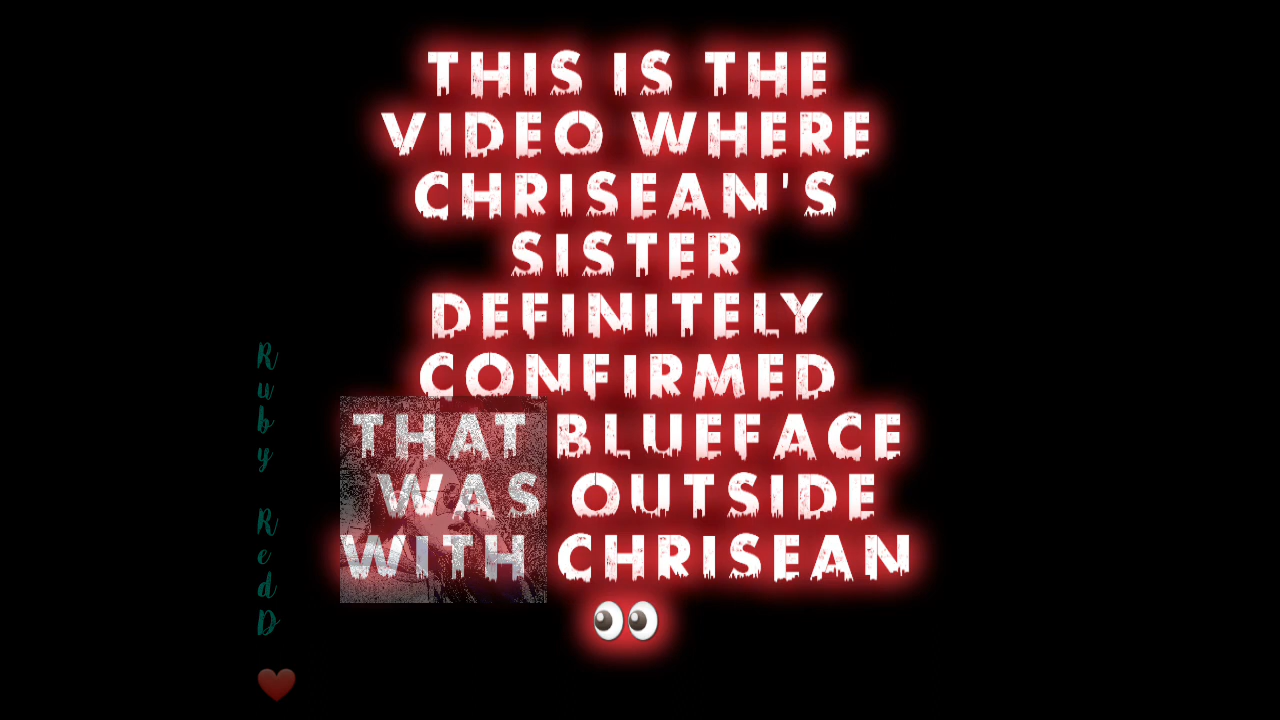 THIS IS THE
VIDEO WHERE
CHRISEAN'S
SISTER
DEFINITELY
CONFIRMED
THAT BLUEFACE
WAS OUTSIDE
WITH CHRISEAN
👀
Ruby RedD ❤️